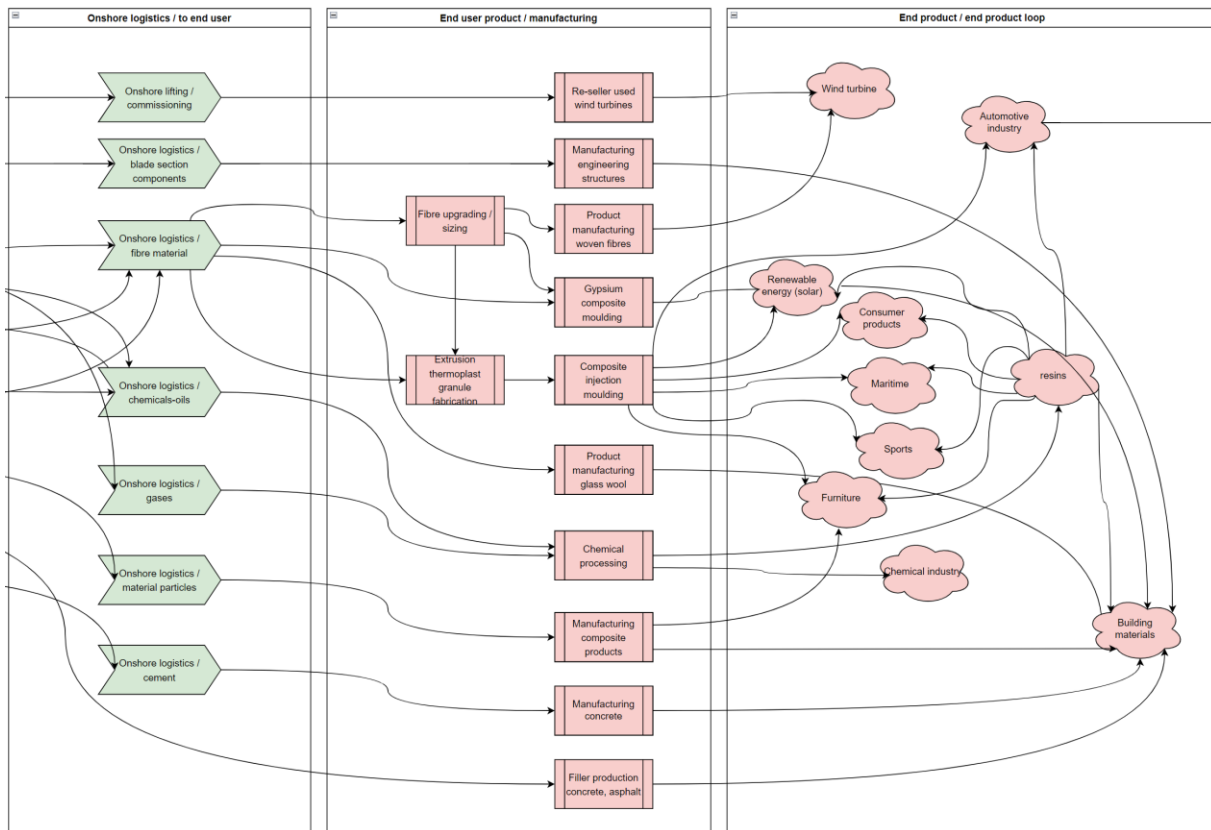 Onshore logistics / to end user
End user product / manufacturing
End product / end product loop
Onshore lifting /
commissioning
Onshore logistics /
blade section
components
Onshore logistics /
fibre material
Onshore logistics /
chemicals-oils
Onshore logistics /
gases
Onshore logistics /
material particles
Onshore logistics /
cement
Fibre upgrading /
sizing
Extrusion
thermoplast
granule
fabrication
Re-seller used
wind turbines
Manufacturing
engineering
structures
Product
manufacturing
woven fibres
Gypsium
composite
moulding
Composite
injection
moulding
Product
manufacturing
glass wool
Chemical
processing
Manufacturing
composite
products
Manufacturing
concrete
Filler production
concrete, asphalt
Wind turbine
Automotive
industry
Renewable
energy (solar)
Consumer
products
Maritime
resins
Sports
Furniture
Chemical industry
Building
materials